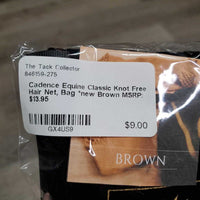 The Tack Collector
646159-275
Cadence Equine Classic Knot Free
Hair Net, Bag *new Brown MSRP:
$13.95
GX4US9
$9.00
BROWN